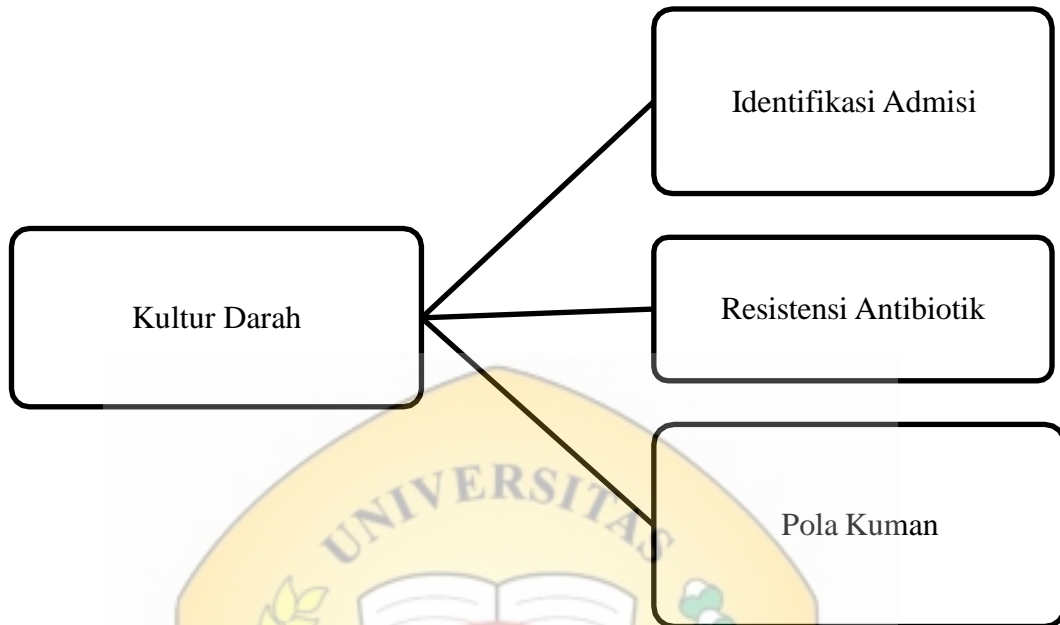 Identifikasi Admisi
Kultur Darah
Resistensi Antibiotik
Pola Kuman
UNIVERSITAS